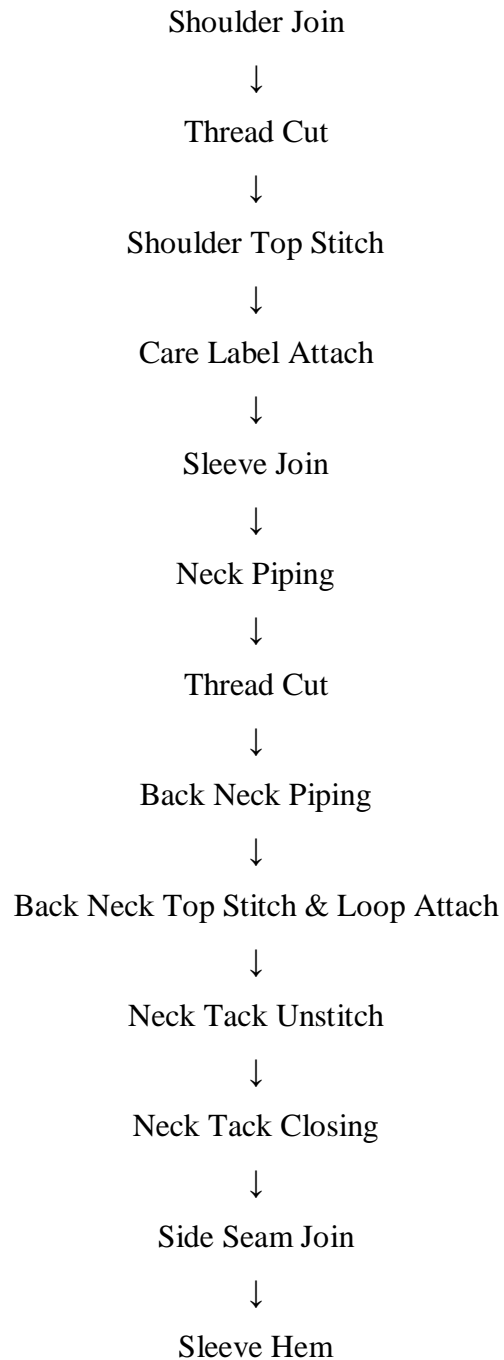 Shoulder Join
↓
Thread Cut
↓
Shoulder Top Stitch
↓
Care Label Attach
↓
Sleeve Join
↓
Neck Piping
↓
Thread Cut
↓
Back Neck Piping
↓
Back Neck Top Stitch & Loop Attach
↓
Neck Tack Unstitch
↓
Neck Tack Closing
↓
Side Seam Join
↓
Sleeve Hem